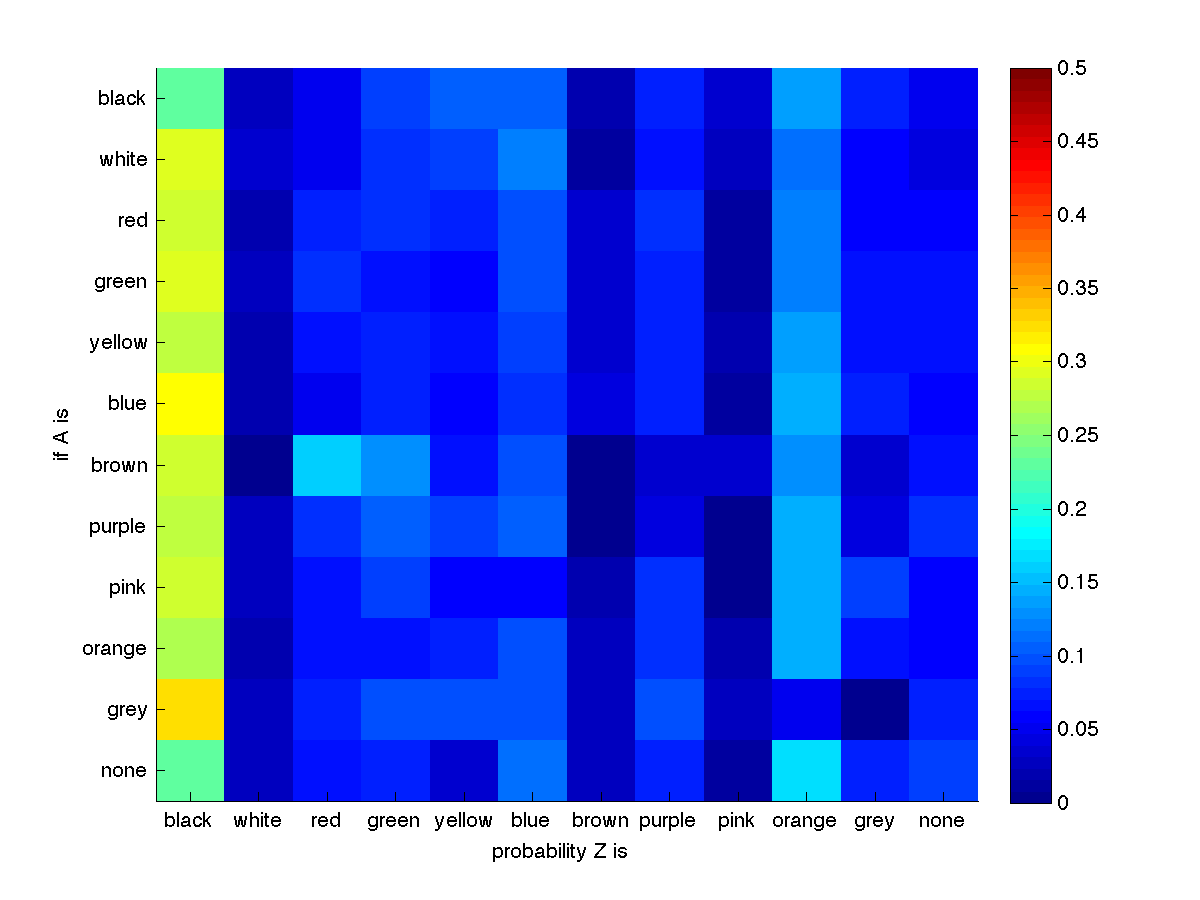 black
white
red
green
yellow
blue
brown
purple
pink
orange
grey
none
if A is
black white red green yellow blue brown purple pink orange grey none
probability Z is
0.5
0.45
0.4
0.35
0.3
0.25
0.2
0.15
0.1
0.05
0